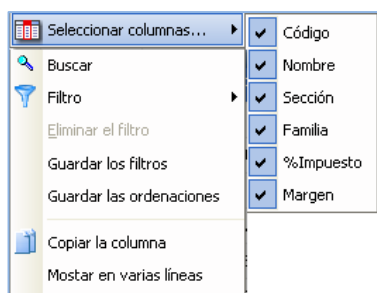 Seleccionar columnas...
Buscar
Filtro
Eliminar el filtro
Guardar los filtros
Guardar las ordenaciones
Copiar la columna
Mostar en varias líneas
Código
Nombre
Sección
Familia
%Impuesto
Margen